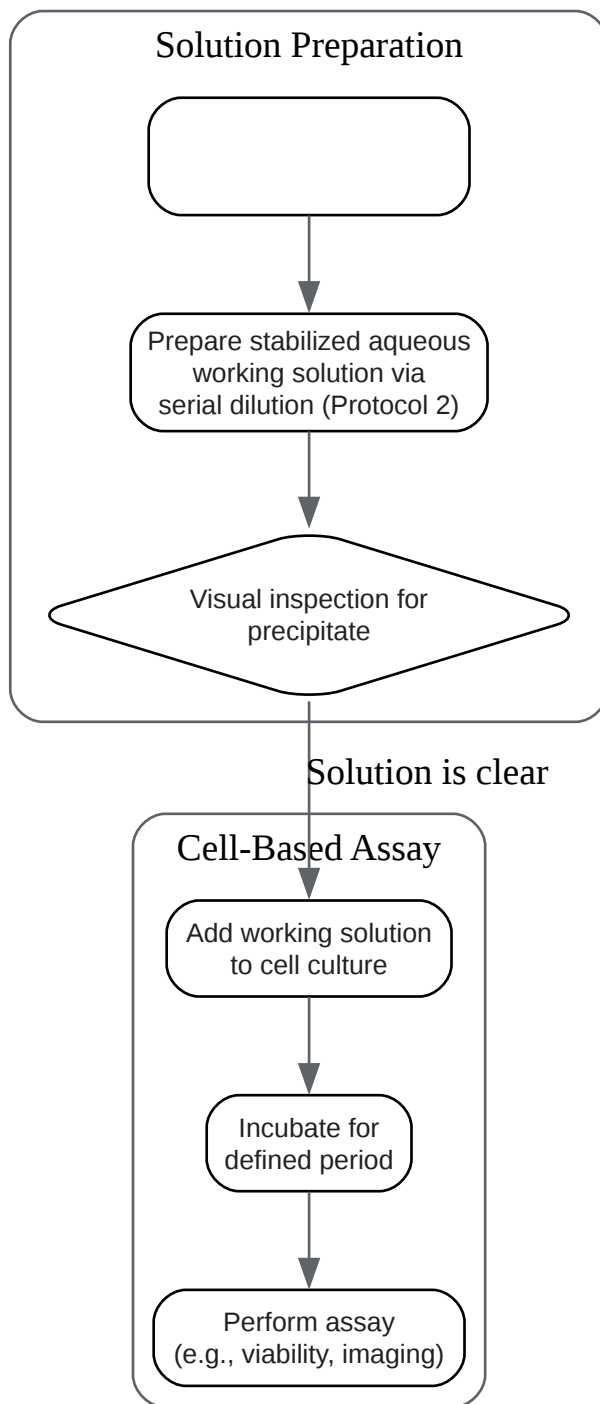 Solution Preparation
Prepare stabilized aqueous
working solution via
serial dilution (Protocol 2)
Visual inspection for
precipitate
Solution is clear
Cell-Based Assay
Add working solution
to cell culture
Incubate for
defined period
Perform assay
(e.g., viability, imaging)